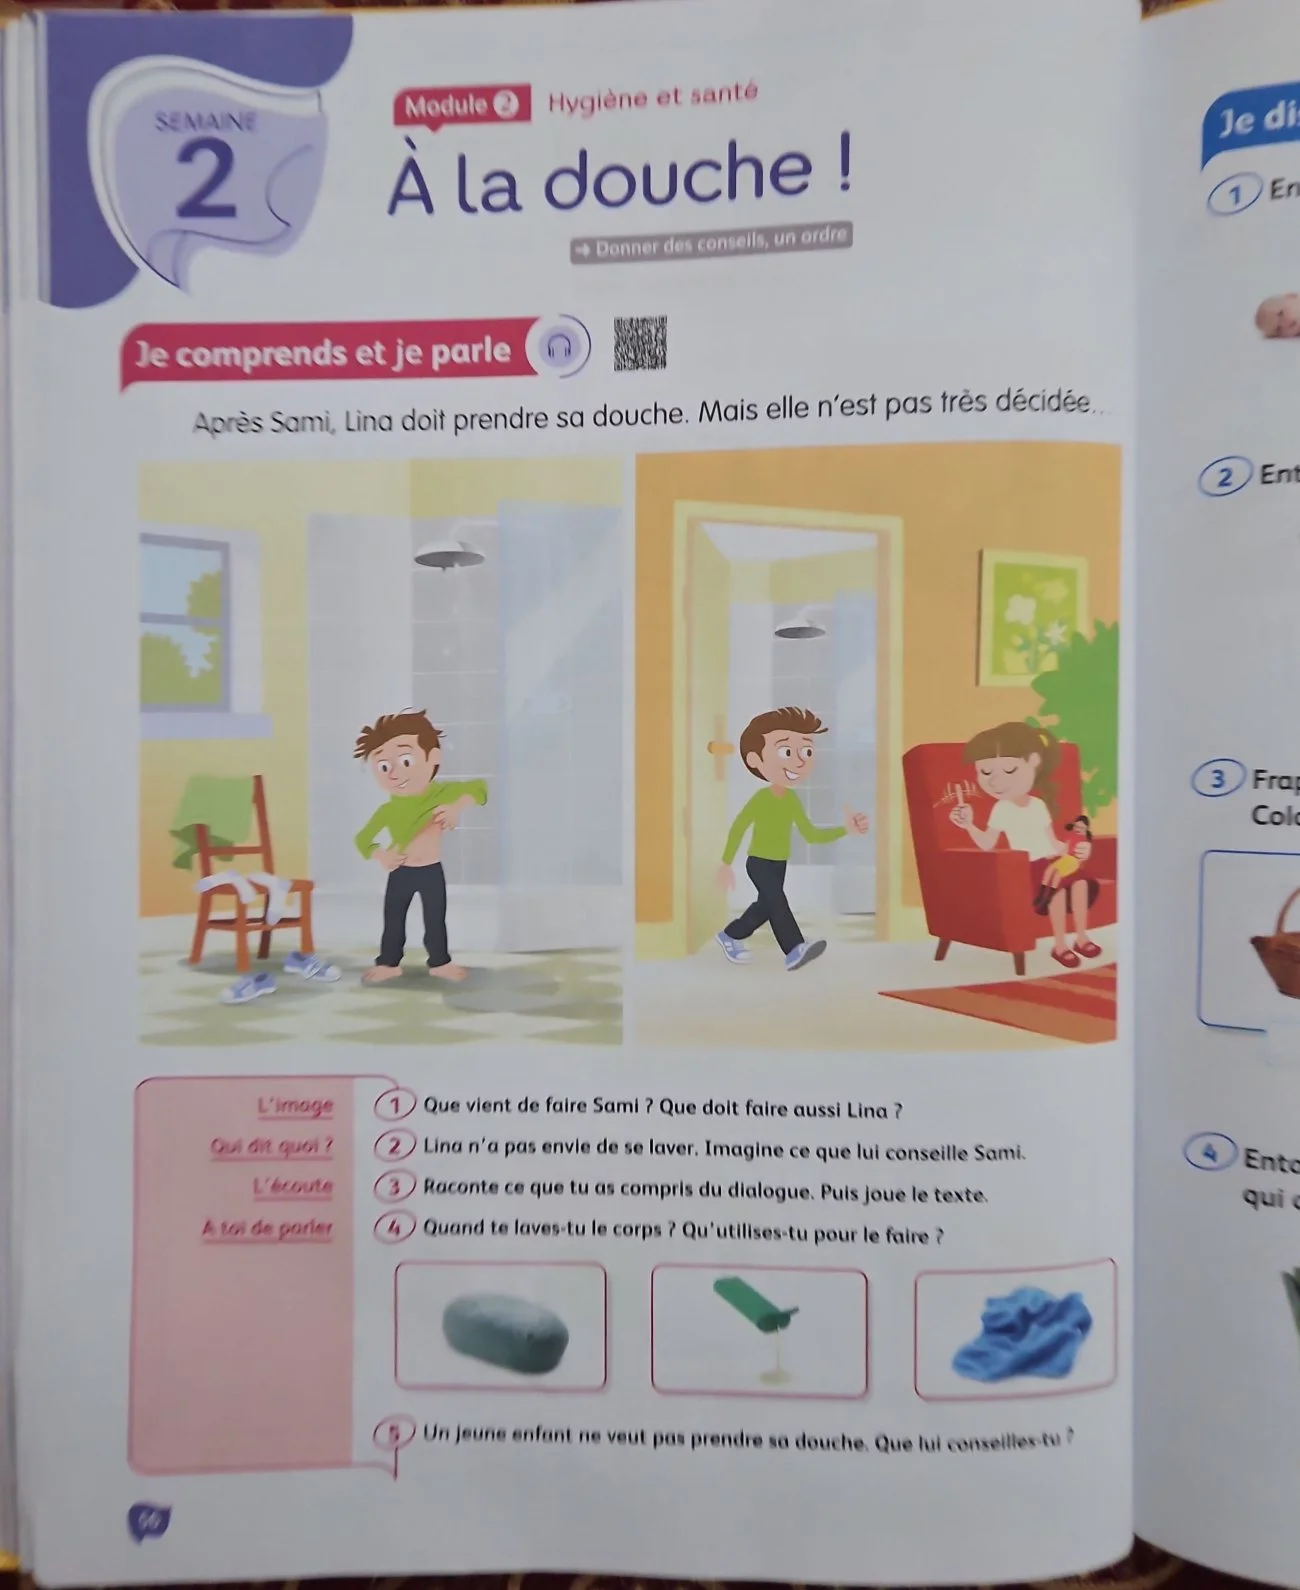 SEMAINE
2
Module 2 Hygiène et santé
À la douche !
→ Donner des conseils, un ordre
Je comprends et je parle
Après Sami, Lina doit prendre sa douche. Mais elle n'est pas très décidée...
L'image
1 Que vient de faire Sami ? Que doit faire aussi Lina ?
Qui dit quoi ?
2 Lina n'a pas envie de se laver. Imagine ce que lui conseille Sami.
L'écoute
3 Raconte ce que tu as compris du dialogue. Puis joue le texte.
A toi de parler
4 Quand te laves-tu le corps ? Qu'utilises-tu pour le faire ?
5 Un jeune enfant ne veut pas prendre sa douche. Que lui conseilles-tu ?
Je di
1 En
2 Ent
3 Frap
Colo
4 Ento
qui